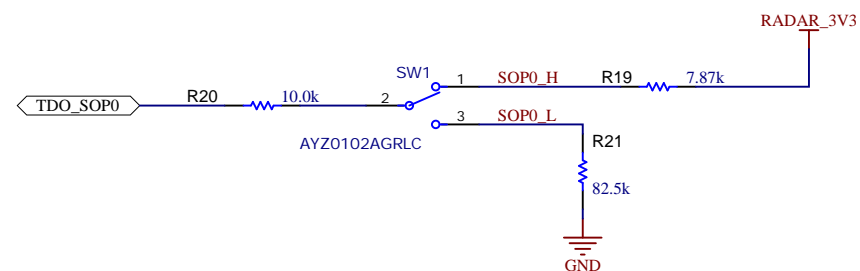 RADAR_3V3
SW1
1 SOP0_H R19 7.87k
TDO_SOP0 R20 10.0k 2
3 SOP0_L
AYZ0102AGRLC
R21
82.5k
GND